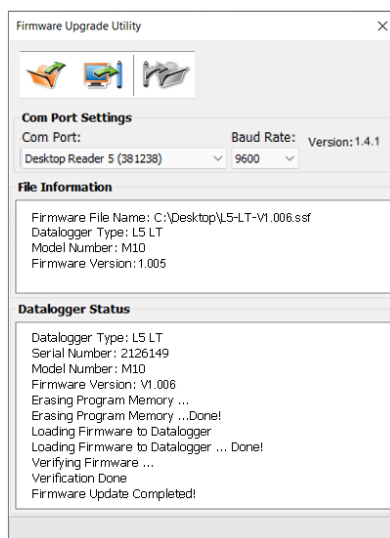 Firmware Upgrade Utility
Com Port Settings
Com Port:
Baud Rate:
Version: 1.4.1
Desktop Reader 5 (381238)
9600
File Information
Firmware File Name: C:\Desktop\L5-LT-V1.006.ssf
Datalogger Type: L5 LT
Model Number: M10
Firmware Version: 1.005
Datalogger Status
Datalogger Type: L5 LT
Serial Number: 2126149
Model Number: M10
Firmware Version: V1.006
Erasing Program Memory ...
Erasing Program Memory ...Done!
Loading Firmware to Datalogger
Loading Firmware to Datalogger ... Done!
Verifying Firmware ...
Verification Done
Firmware Update Completed!